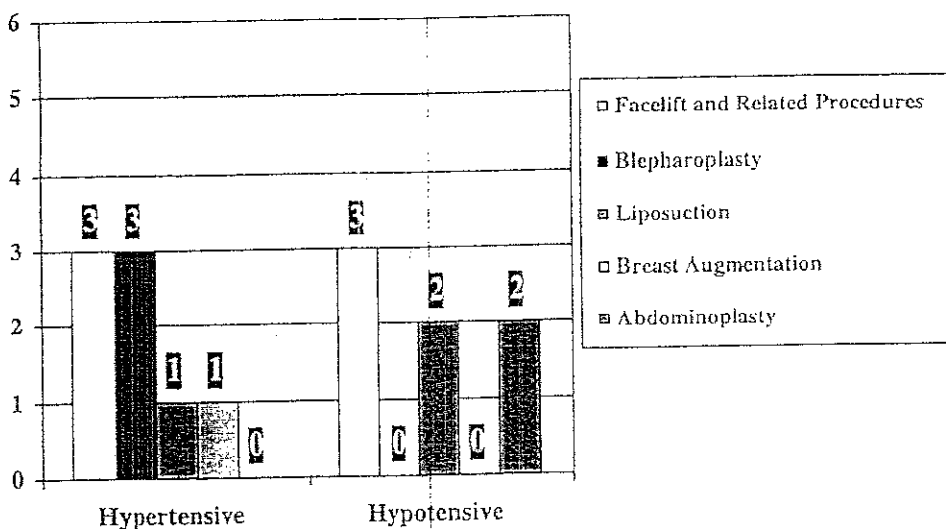 6
5
4
3
2
1
0
3 3 1 1 0
3 0 2 0 2
Hypertensive Hypotensive
Facelift and Related Procedures
Blepharoplasty
Liposuction
Breast Augmentation
Abdominoplasty